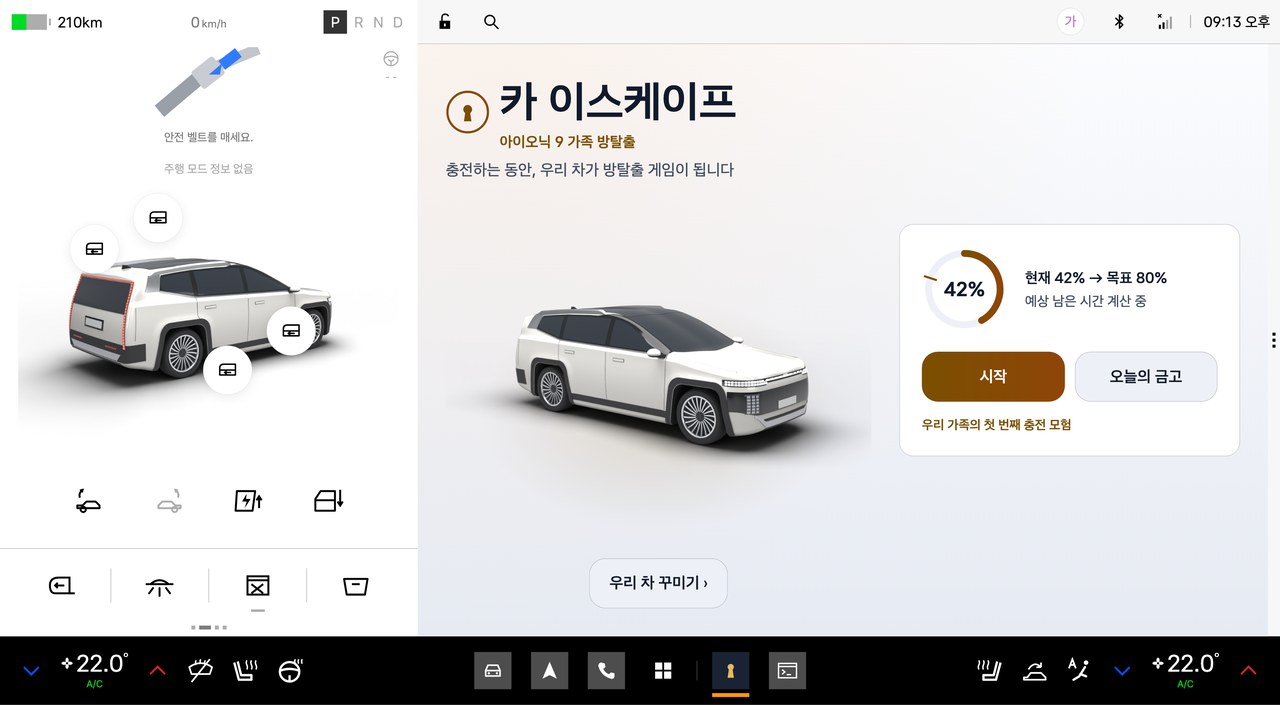 210km
0 km/h
P R N D
안전 벨트를 매세요.
주행 모드 정보 없음
가
09:13 오후
카 이스케이프
아이오닉 9 가족 방탈출
충전하는 동안, 우리 차가 방탈출 게임이 됩니다
42%
현재 42% → 목표 80%
예상 남은 시간 계산 중
시작
오늘의 금고
우리 가족의 첫 번째 충전 모험
우리 차 꾸미기 ›
22.0°
A/C
22.0°
A/C